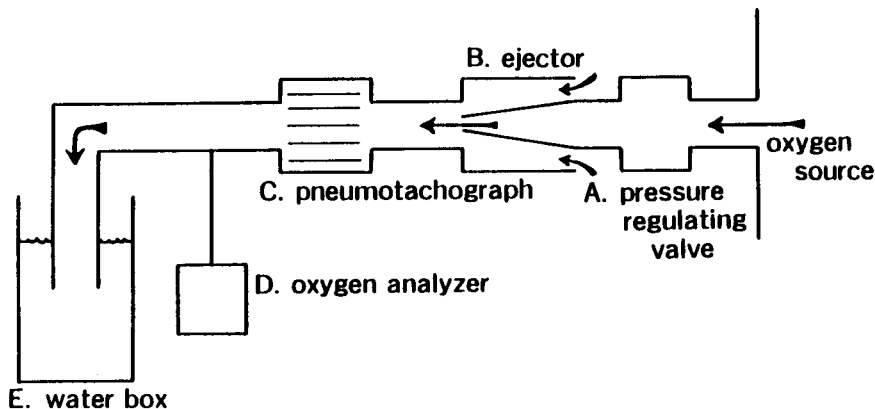 B. ejector
oxygen
source
C. pneumotachograph
A. pressure
regulating
valve
D. oxygen analyzer
E. water box